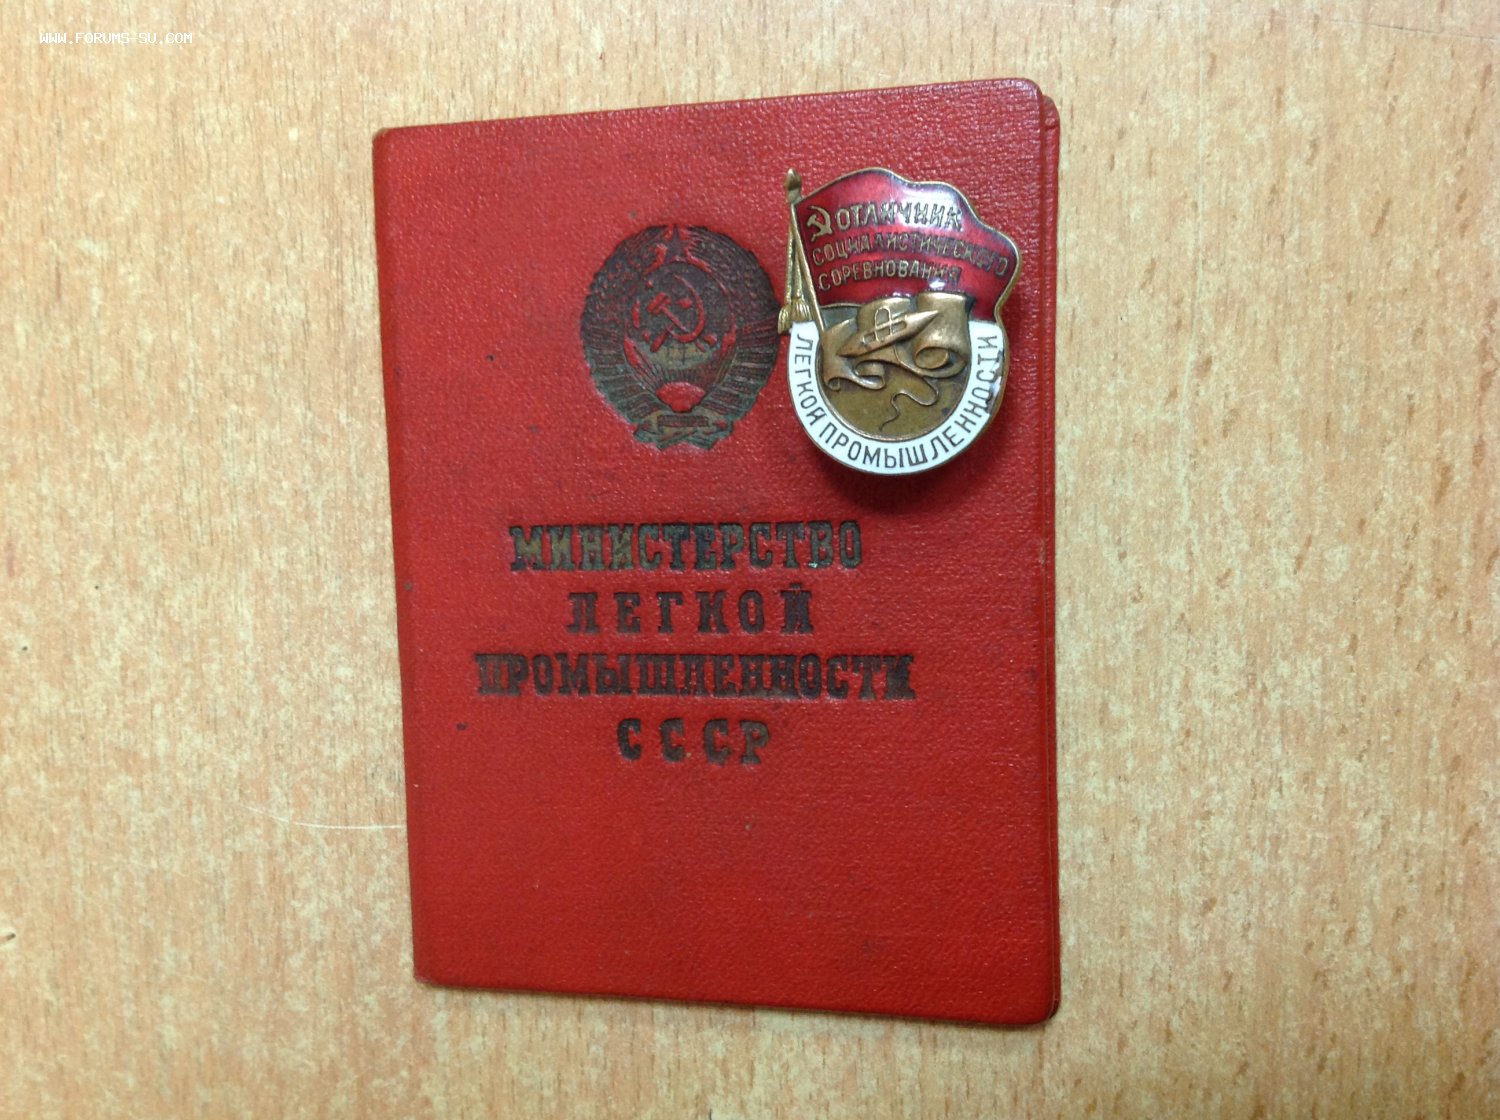 WWW.FORUMS-SU.COM
ОТЛИЧНИК
СОЦИАЛИСТИЧЕСКОГО
СОРЕВНОВАНИЯ
ЛЕГКОЙ ПРОМЫШЛЕННОСТИ
МИНИСТЕРСТВО
ЛЕГКОЙ
ПРОМЫШЛЕННОСТИ
СССР